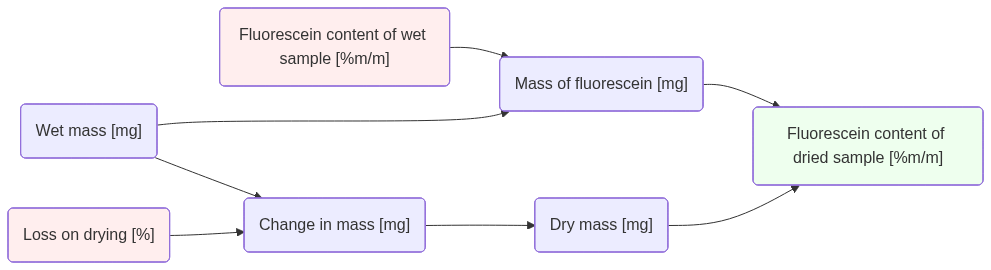 Fluorescein content of wet
sample [%m/m]
Mass of fluorescein [mg]
Wet mass [mg]
Fluorescein content of
dried sample [%m/m]
Loss on drying [%]
Change in mass [mg]
Dry mass [mg]